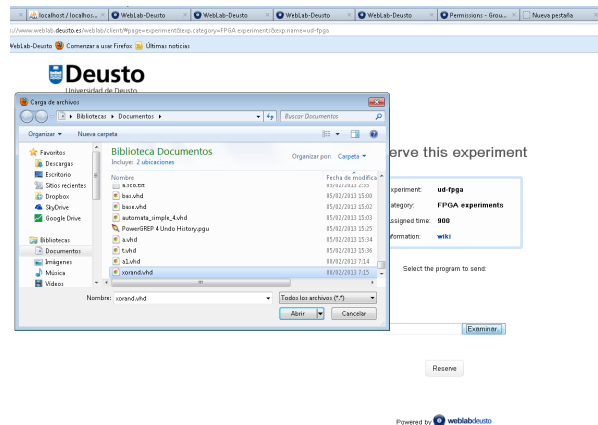 localhost / localhos...
WebLab-Deusto
WebLab-Deusto
WebLab-Deusto
WebLab-Deusto
Permissions - Grou...
Nueva pestaña
://www.weblab.deusto.es/weblab/client/#page=experiment&exp.category=FPGA experiments&exp.name=ud-fpga
WebLab-Deusto Comenzar a usar Firefox Últimas noticias
Deusto
Universidad de Deusto
Carga de archivos
Bibliotecas ▸ Documentos ▸
Buscar Documentos
Organizar Nueva carpeta
Favoritos
Descargas
Escritorio
Sitios recientes
Dropbox
SkyDrive
Google Drive
Bibliotecas
Documentos
Imágenes
Música
Vídeos
Biblioteca Documentos
Incluye: 2 ubicaciones
Organizar por: Carpeta
Nombre Fecha de modifica
05/02/2013 2:55
bas.vhd 05/02/2013 15:00
base.vhd 05/02/2013 15:02
automata_simple_4.vhd 05/02/2013 15:03
PowerGREP 4 Undo History.pgu 05/02/2013 15:25
a.vhd 05/02/2013 15:34
t.vhd 05/02/2013 15:36
a1.vhd 08/02/2013 7:14
xorand.vhd 08/02/2013 7:15
Nombre: xorand.vhd Todos los archivos (*.*)
Abrir Cancelar
erve this experiment
xperiment: ud-fpga
ategory: FPGA experiments
ssigned time: 900
formation: wiki
Select the program to send:
Examinar.
Reserve
Powered by weblabdeusto